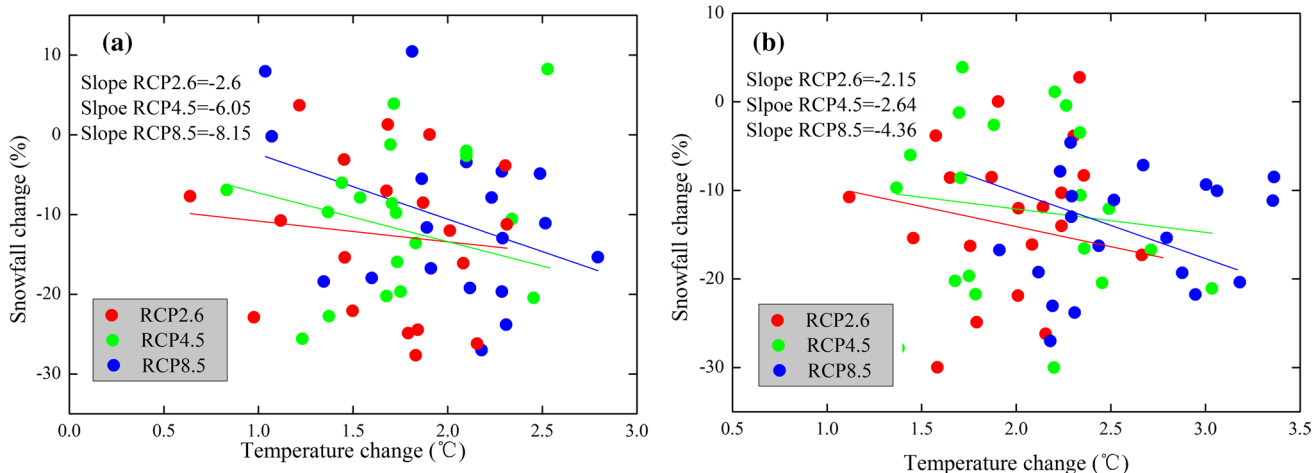 (a)
Slope RCP2.6=-2.6
Slpoe RCP4.5=-6.05
Slope RCP8.5=-8.15
Snowfall change (%)
10
0
-10
-20
-30
RCP2.6
RCP4.5
RCP8.5
0.0 0.5 1.0 1.5 2.0 2.5 3.0
Temperature change (℃)
(b)
Slope RCP2.6=-2.15
Slpoe RCP4.5=-2.64
Slope RCP8.5=-4.36
Snowfall change (%)
10
0
-10
-20
-30
RCP2.6
RCP4.5
RCP8.5
0.5 1.0 1.5 2.0 2.5 3.0 3.5
Temperature change (℃)